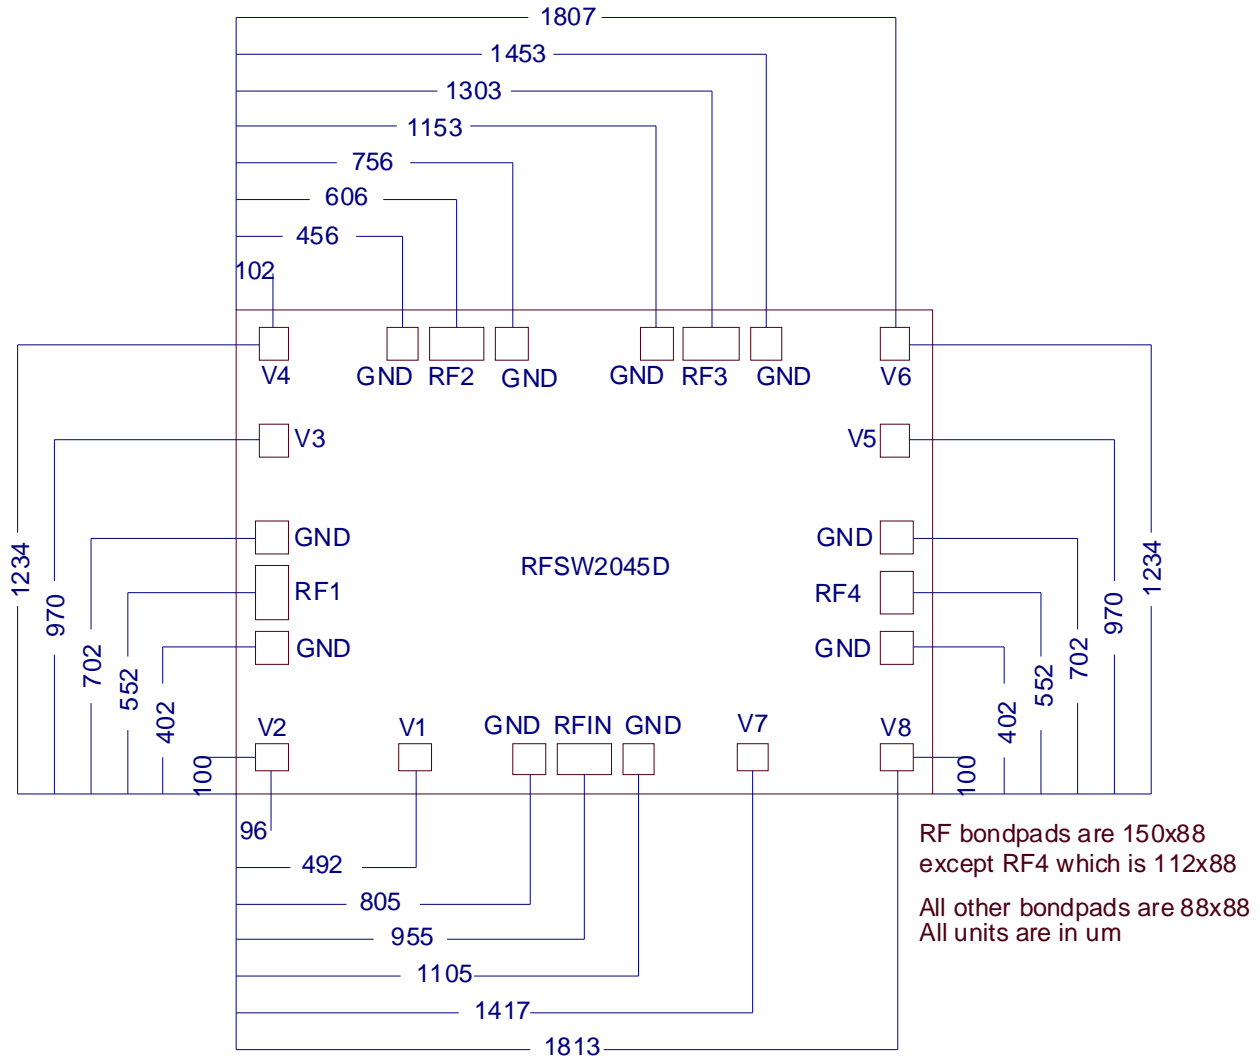 1807
1453
1303
1153
756
606
456
102
V4
GND
RF2
GND
GND
RF3
GND
V6
V3
V5
GND
GND
RFSW2045D
RF1
RF4
GND
GND
1234
970
702
552
402
100
1234
970
702
552
402
100
V2
V1
GND
RFIN
GND
V7
V8
96
492
805
955
1105
1417
1813
RF bondpads are 150x88
except RF4 which is 112x88
All other bondpads are 88x88
All units are in um